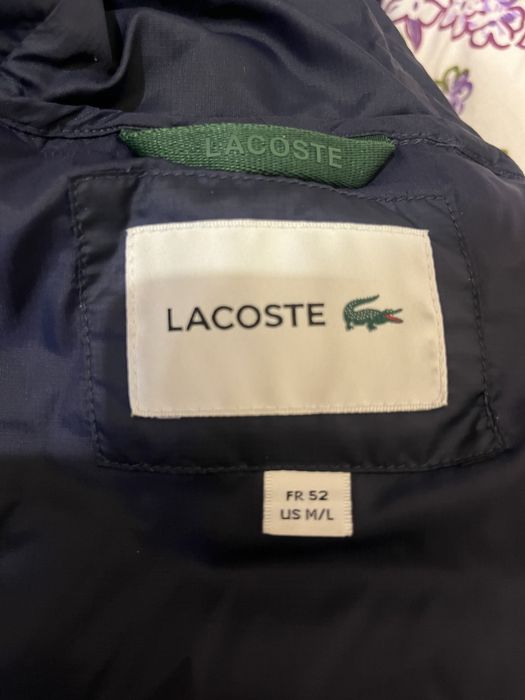 LACOSTE
LACOSTE
FR 52
US M/L